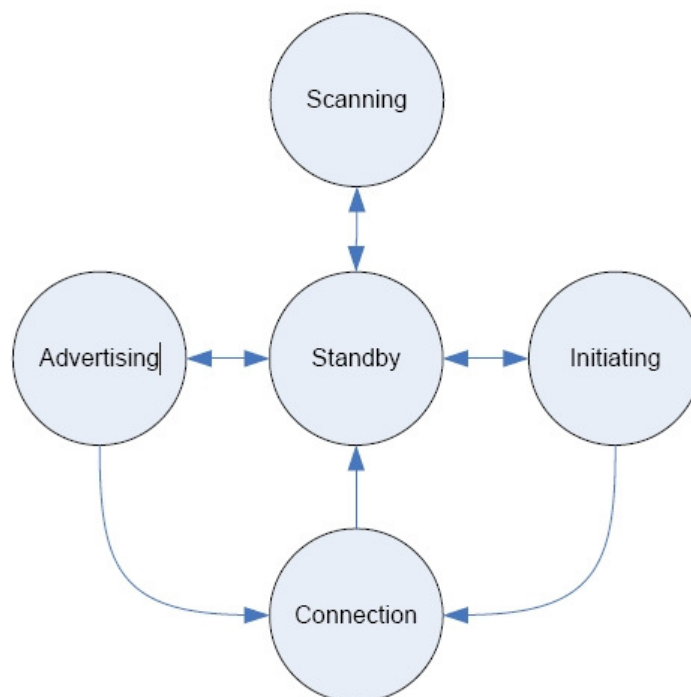 Scanning
Advertising
Standby
Initiating
Connection